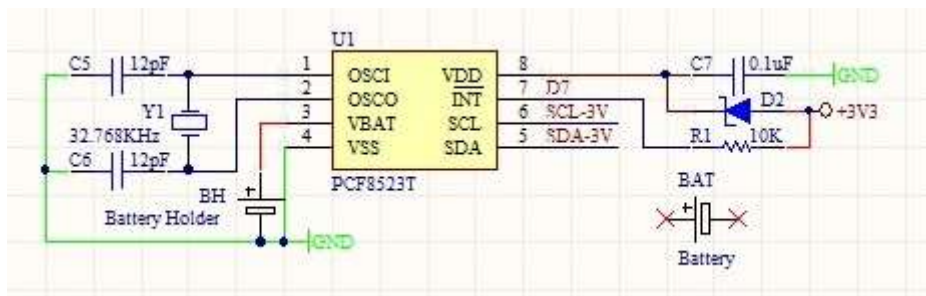 U1
C5 12pF
1 OSCI VDD 8
2 OSCO INT 7 D7
3 VBAT SCL 6 SCL-3V
4 VSS SDA 5 SDA-3V
Y1
32.768KHz
C6 12pF
PCF8523T
BH
Battery Holder
GND
C7 0.1uF GND
D2
+3V3
R1 10K
BAT
Battery